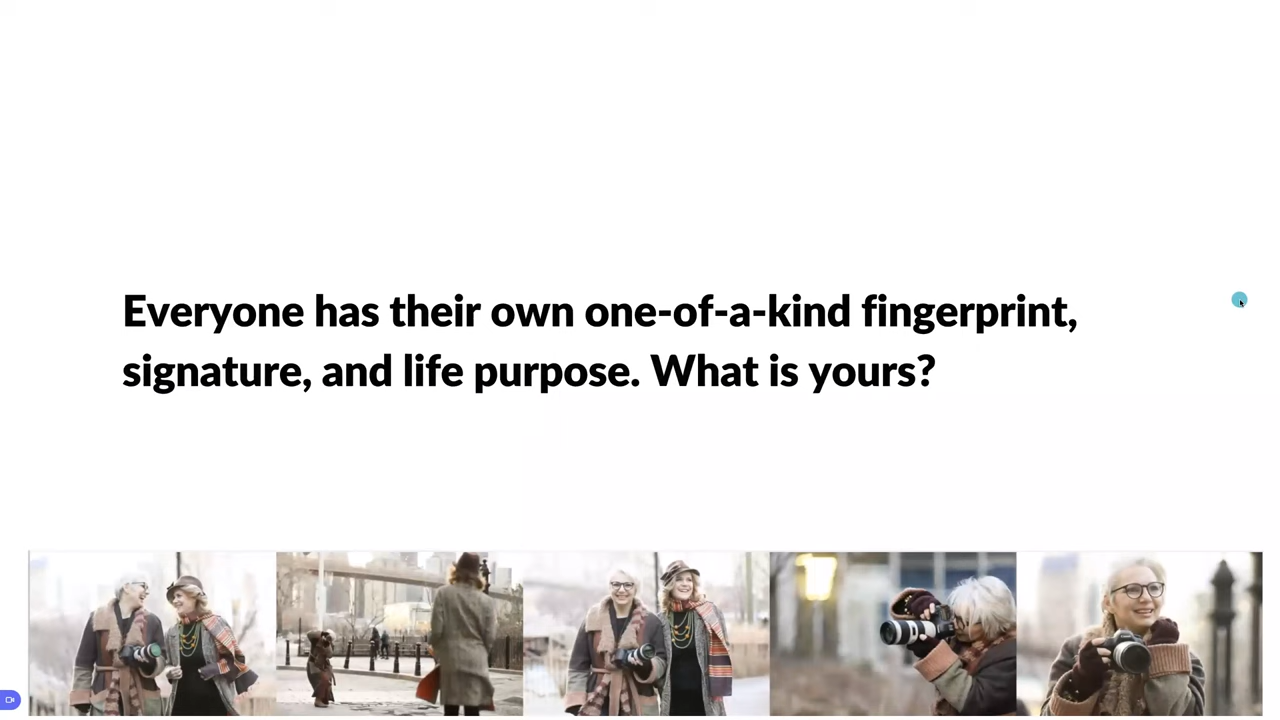 Everyone has their own one-of-a-kind fingerprint,
signature, and life purpose. What is yours?